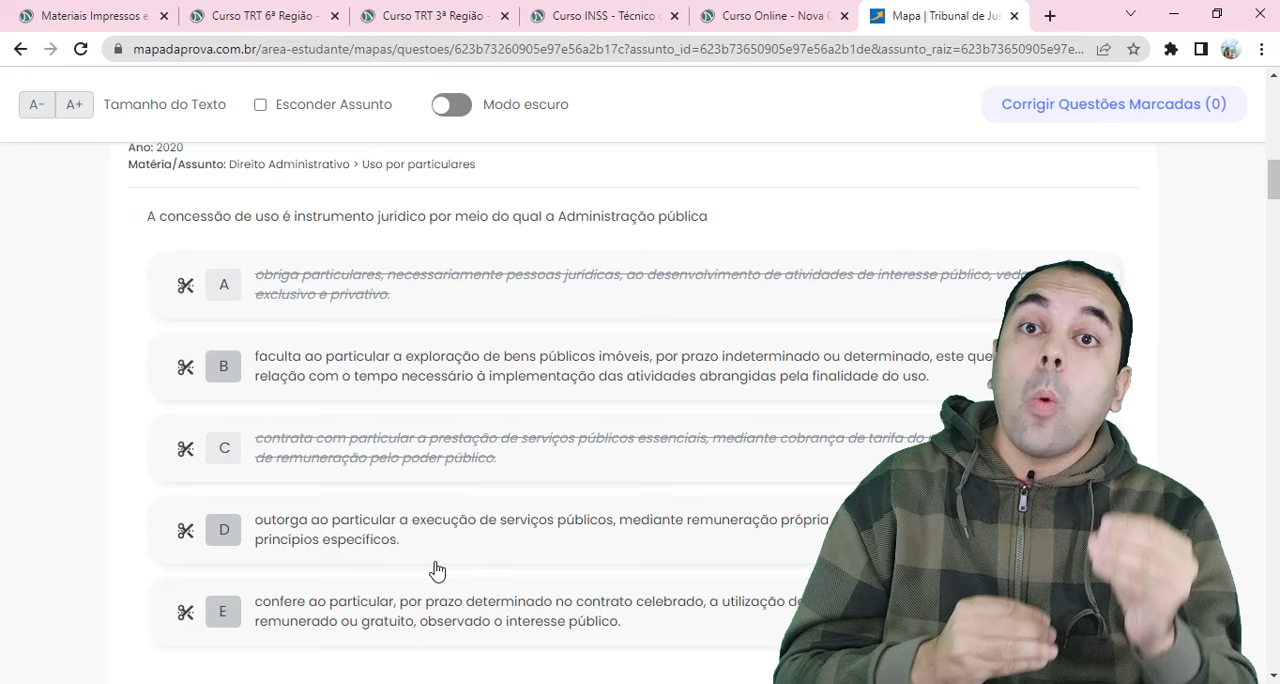 Materiais Impressos e
Curso TRT 6ª Região -
Curso TRT 3ª Região -
Curso INSS - Técnico
Curso Online - Nova
Mapa | Tribunal de Jus
mapadaprova.com.br/area-estudante/mapas/questoes/623b73260905e97e56a2b17c?assunto_id=623b73650905e97e56a2b1de&assunto_raiz=623b73650905e97e...
A- A+ Tamanho do Texto Esconder Assunto Modo escuro Corrigir Questões Marcadas (0)
Ano: 2020
Matéria/Assunto: Direito Administrativo > Uso por particulares
A concessão de uso é instrumento jurídico por meio do qual a Administração pública
A obriga particulares, necessariamente pessoas jurídicas, ao desenvolvimento de atividades de interesse público,
exclusivo e privativo.
B faculta ao particular a exploração de bens públicos imóveis, por prazo indeterminado ou determinado, este que
relação com o tempo necessário à implementação das atividades abrangidas pela finalidade do uso.
C contrata com particular a prestação de serviços públicos essenciais, mediante cobrança de tarifa do
de remuneração pelo poder público.
D outorga ao particular a execução de serviços públicos, mediante remuneração própria
princípios específicos.
E confere ao particular, por prazo determinado no contrato celebrado, a utilização
remunerado ou gratuito, observado o interesse público.